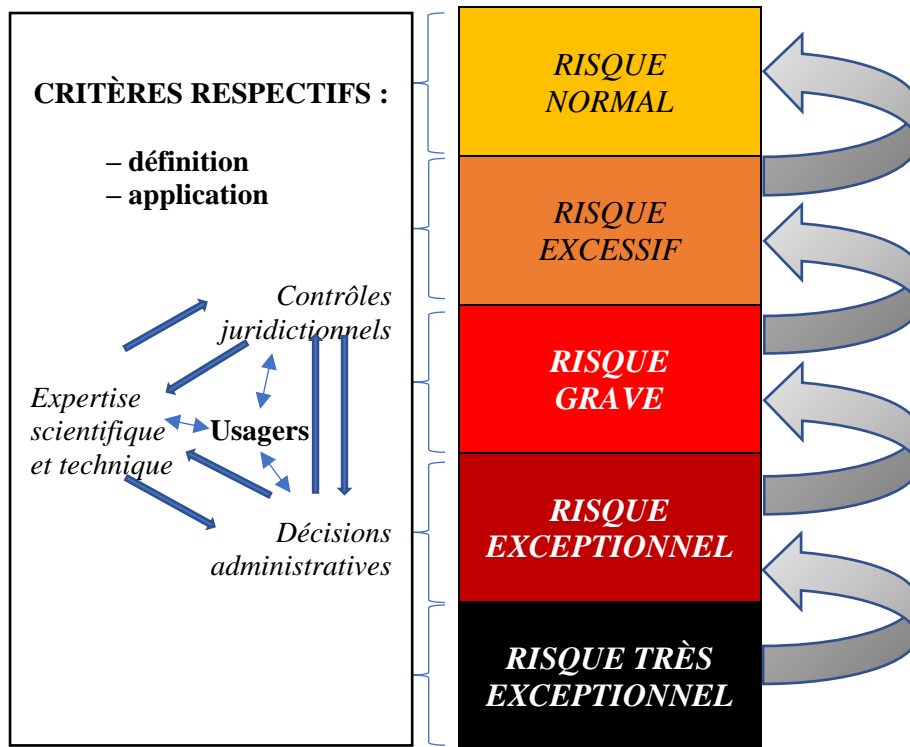 CRITÈRES RESPECTIFS :
– définition
– application
Contrôles
juridictionnels
Expertise
scientifique
et technique
Usagers
Décisions
administratives
RISQUE
NORMAL
RISQUE
EXCESSIF
RISQUE
GRAVE
RISQUE
EXCEPTIONNEL
RISQUE TRÈS
EXCEPTIONNEL